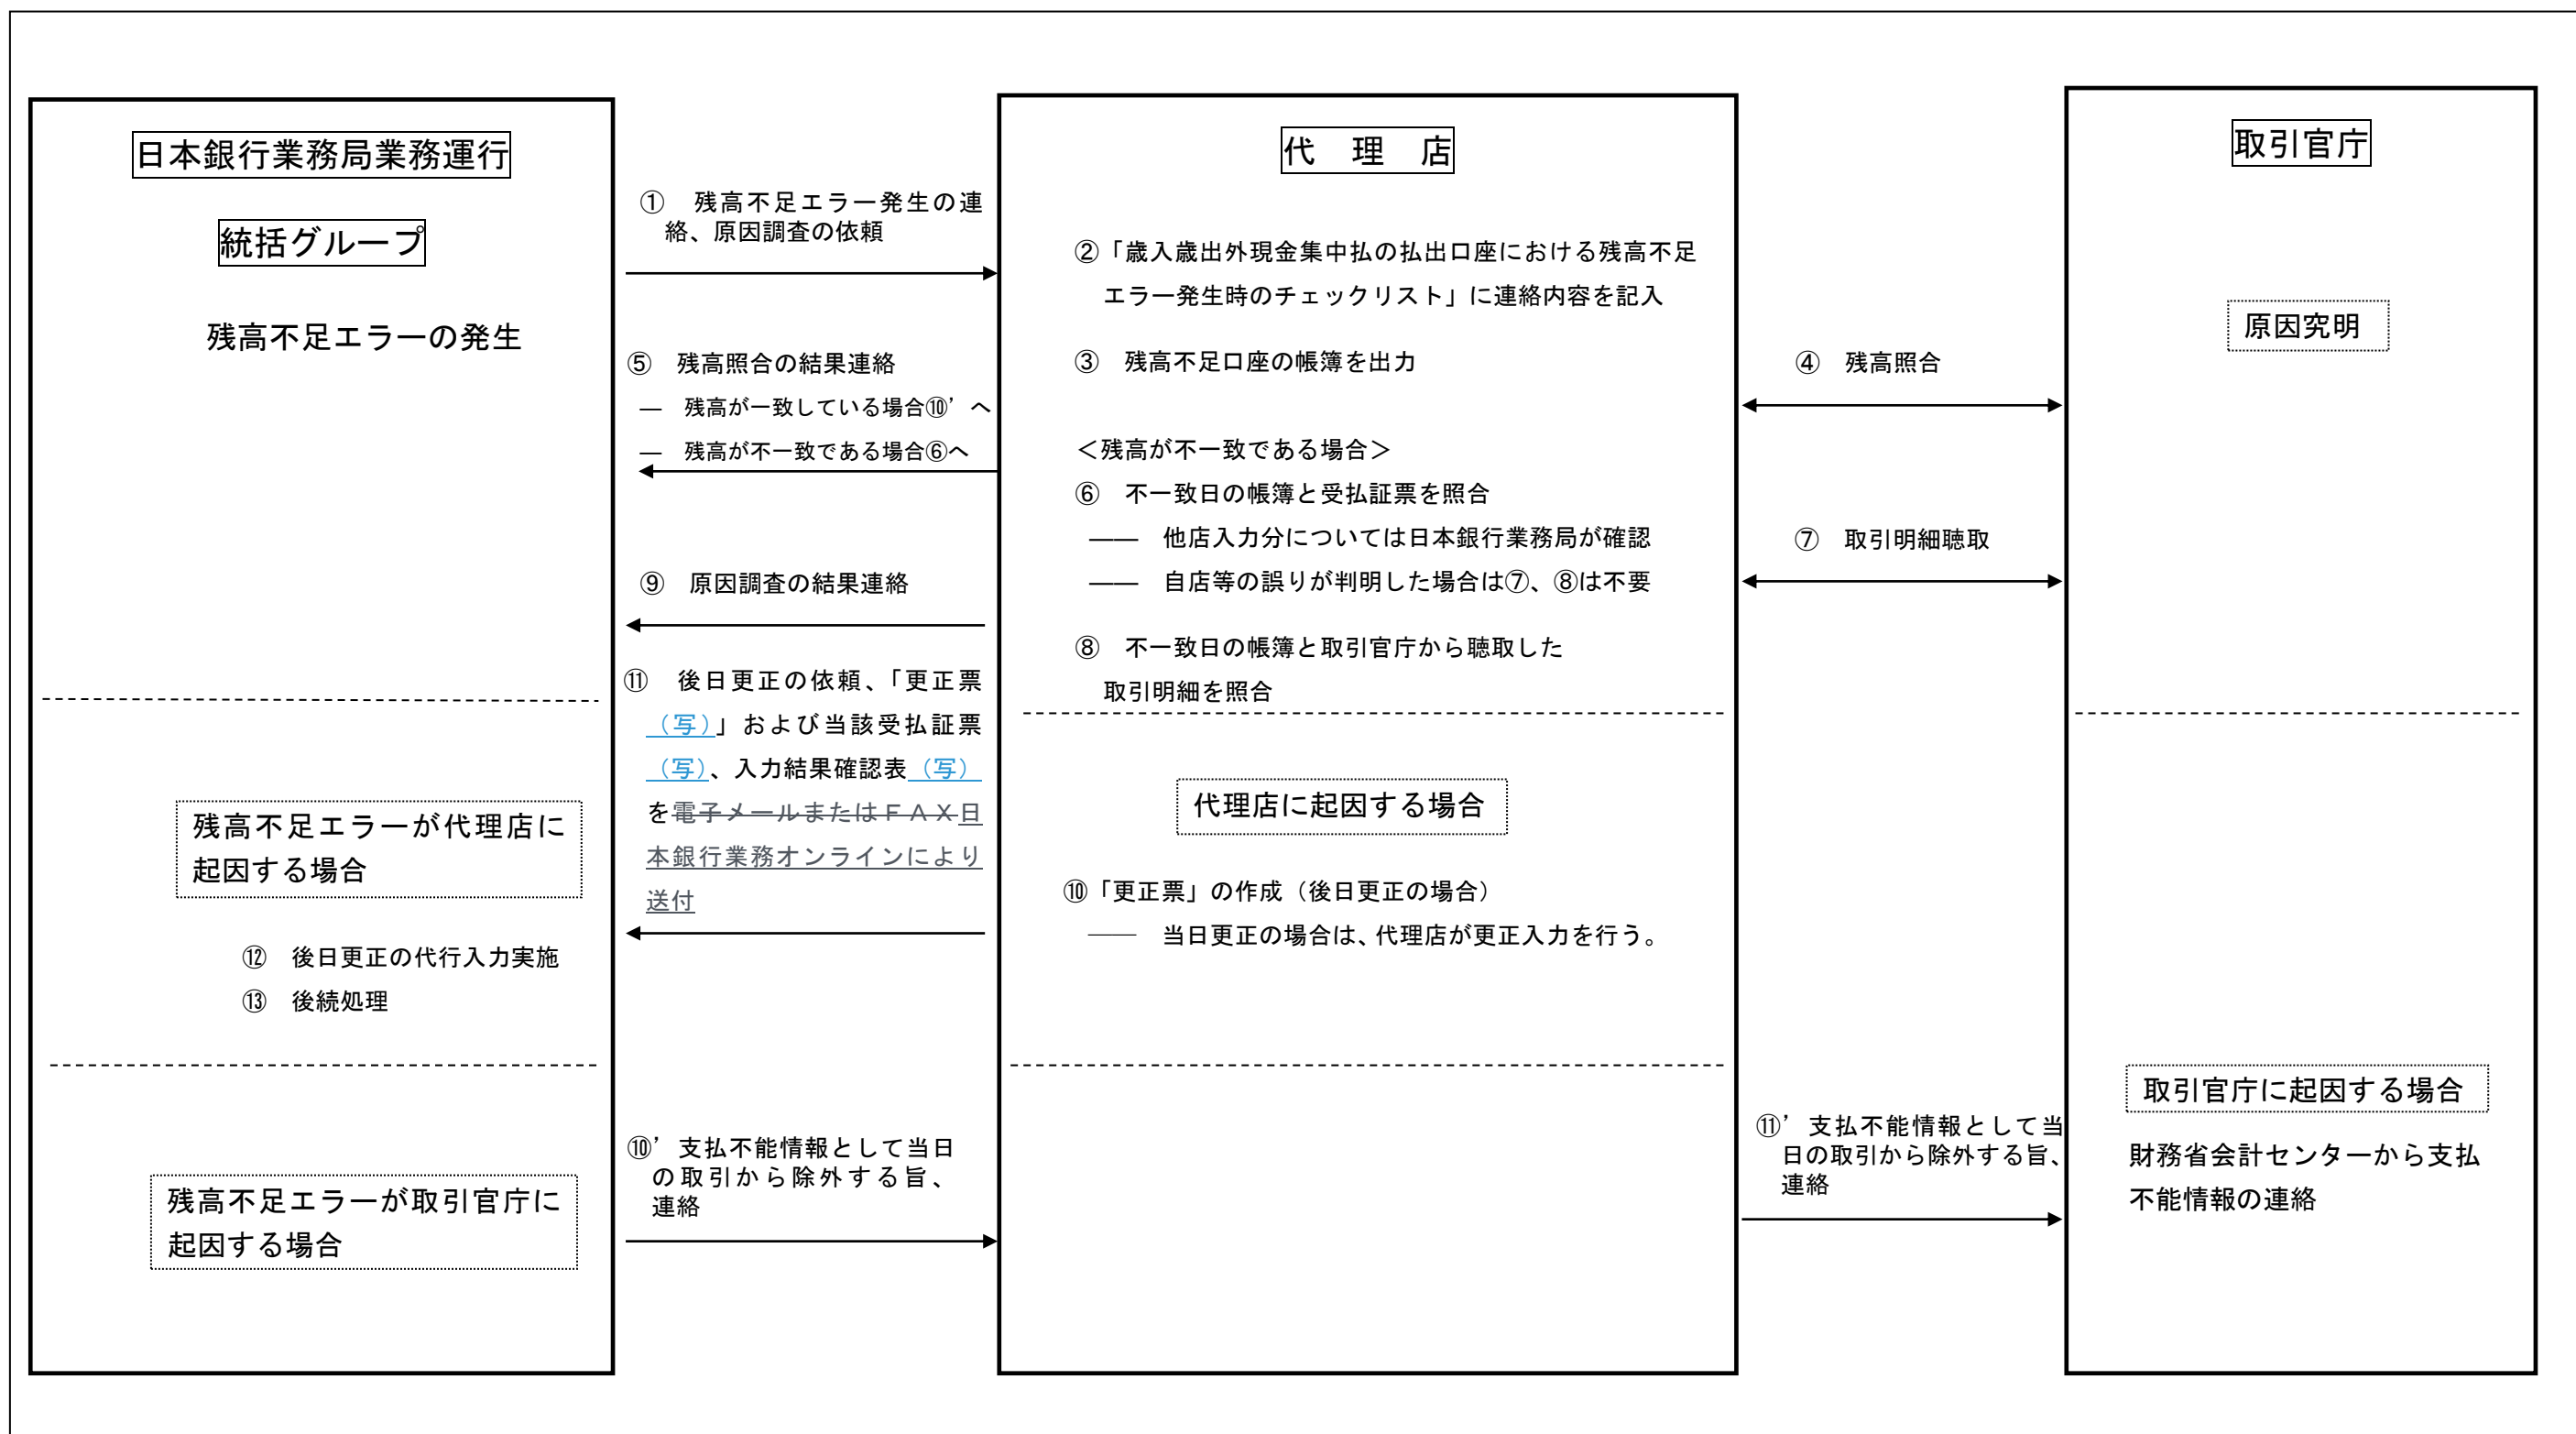 日本銀行業務局業務運行
統括グループ
残高不足エラーの発生
①　残高不足エラー発生の連
絡、原因調査の依頼
⑤　残高照合の結果連絡
―　残高が一致している場合⑩’へ
―　残高が不一致である場合⑥へ
⑨　原因調査の結果連絡
⑪　後日更正の依頼、「更正票
（写）」および当該受払証票
（写）、入力結果確認表（写）
を電子メールまたはＦＡＸ日
本銀行業務オンラインにより
送付
残高不足エラーが代理店に
起因する場合
⑫　後日更正の代行入力実施
⑬　後続処理
残高不足エラーが取引官庁に
起因する場合
⑩’支払不能情報として当日
の取引から除外する旨、
連絡
代　理　店
②「歳入歳出外現金集中払の払出口座における残高不足
エラー発生時のチェックリスト」に連絡内容を記入
③　残高不足口座の帳簿を出力
＜残高が不一致である場合＞
⑥　不一致日の帳簿と受払証票を照合
――　他店入力分については日本銀行業務局が確認
――　自店等の誤りが判明した場合は⑦、⑧は不要
⑧　不一致日の帳簿と取引官庁から聴取した
取引明細を照合
代理店に起因する場合
⑩「更正票」の作成（後日更正の場合）
――　当日更正の場合は、代理店が更正入力を行う。
④　残高照合
⑦　取引明細聴取
⑪’支払不能情報として当
日の取引から除外する旨、
連絡
取引官庁
原因究明
取引官庁に起因する場合
財務省会計センターから支払
不能情報の連絡